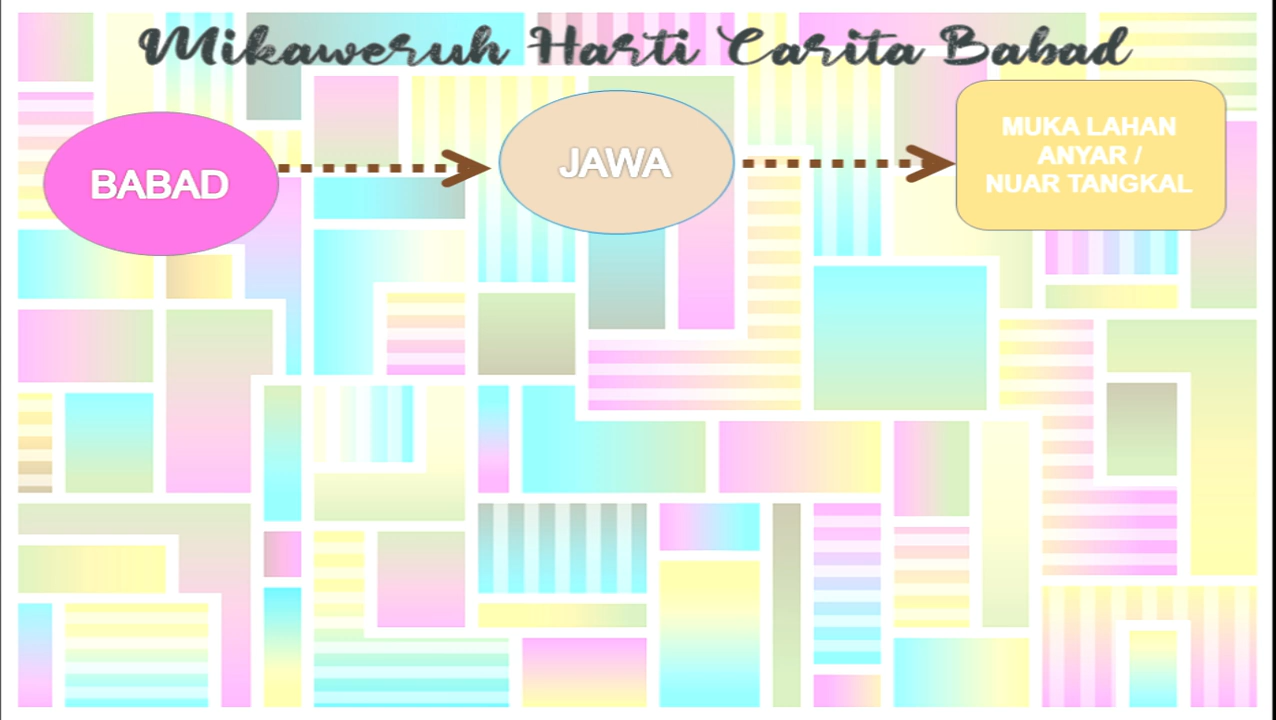 Mikaweruh Harti Carita Babad
BABAD
JAWA
MUKA LAHAN
ANYAR /
NUAR TANGKAL